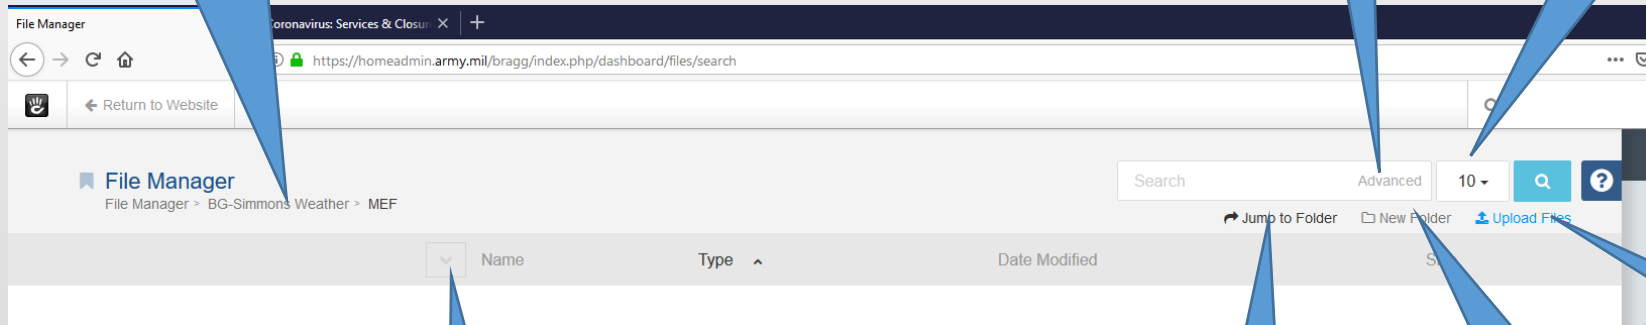 File Manager
oronavirus: Services & Closur
https://homeadmin.army.mil/bragg/index.php/dashboard/files/search
Return to Website
File Manager
Search Advanced 10
File Manager > BG-Simmons Weather > MEF
Jump to Folder New Folder Upload Files
Name Type Date Modified